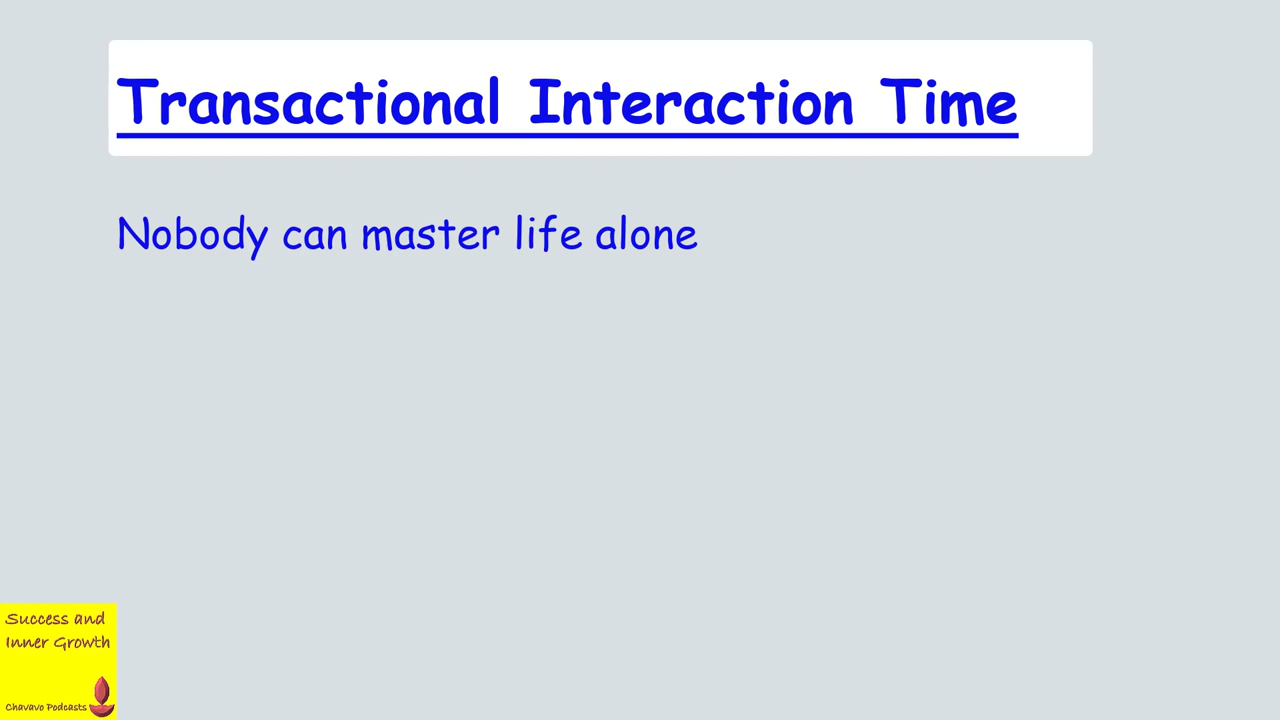 Transactional Interaction Time
Nobody can master life alone
Success and
Inner Growth
Chavavo Podcasts